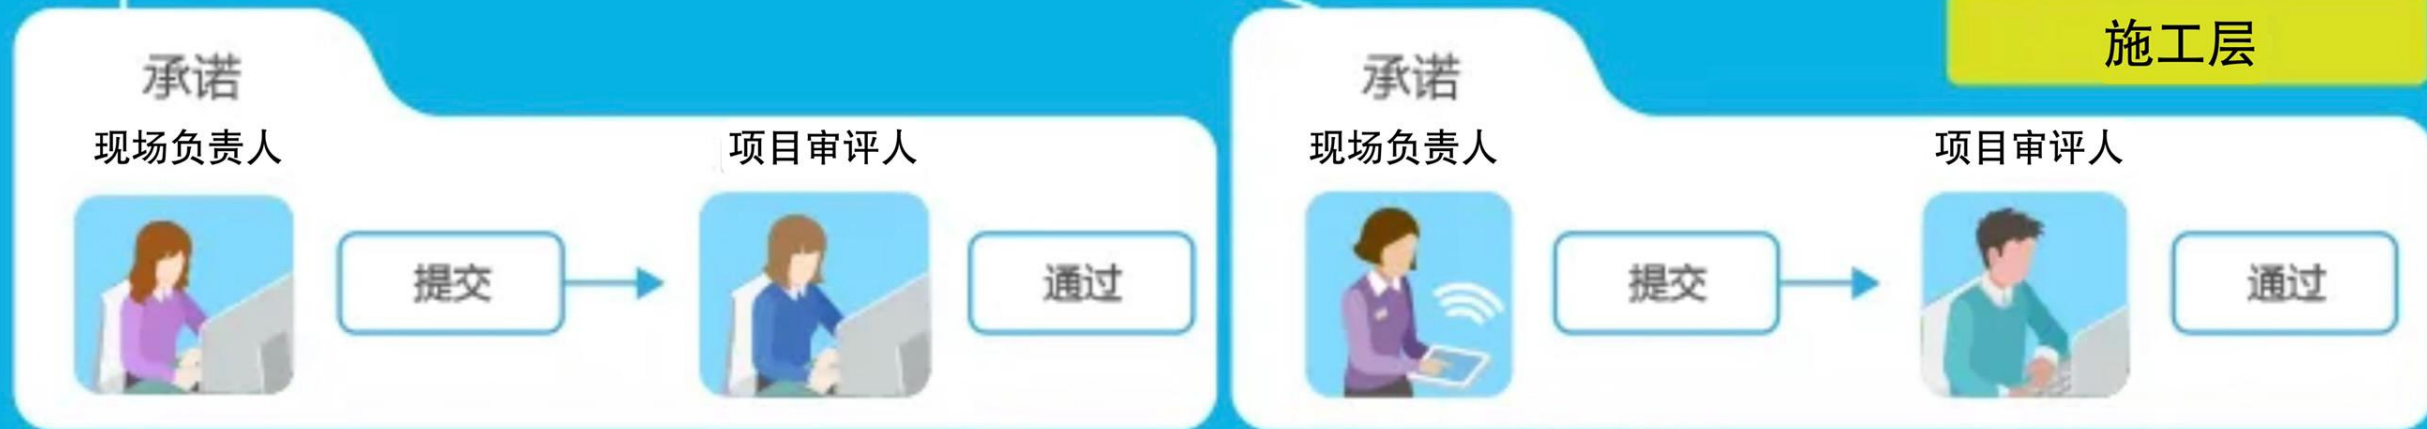 施工层
承诺
现场负责人
项目审评人
提交
通过
承诺
现场负责人
项目审评人
提交
通过